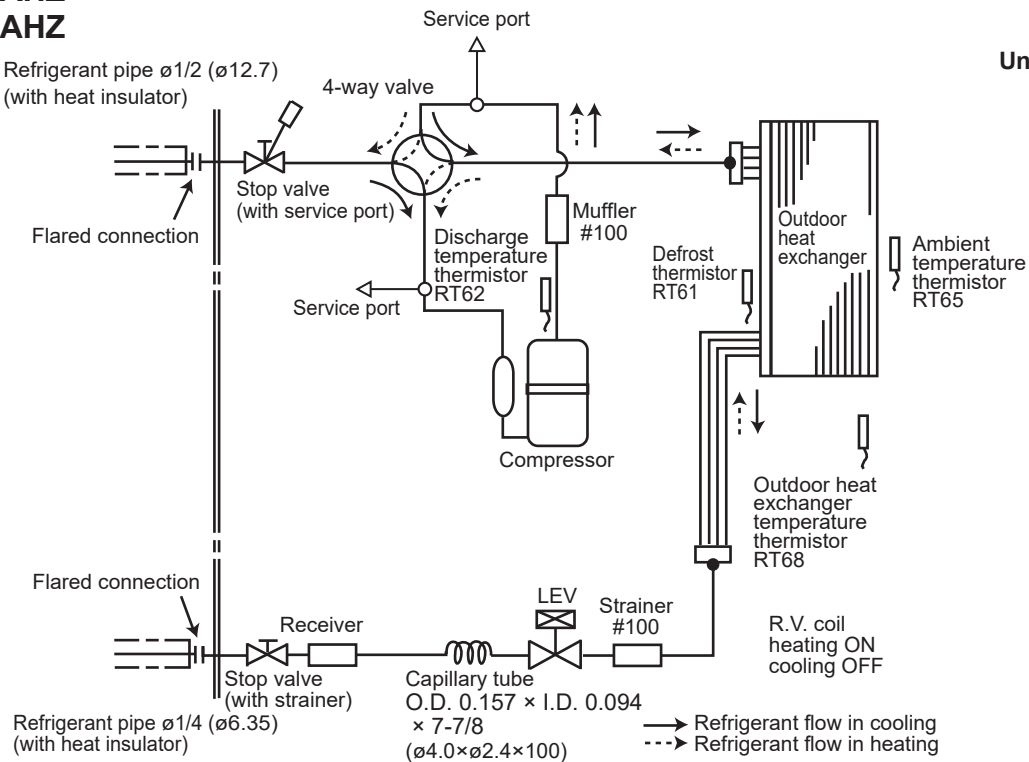 AHZ
Un
Service port
Refrigerant pipe ø1/2 (ø12.7)
(with heat insulator)
4-way valve
Stop valve
(with service port)
Flared connection
Muffler
#100
Discharge
temperature
thermistor
RT62
Service port
Outdoor
heat
exchanger
Defrost
thermistor
RT61
Ambient
temperature
thermistor
RT65
Compressor
Outdoor heat
exchanger
temperature
thermistor
RT68
Flared connection
Receiver
LEV
Strainer
#100
R.V. coil
heating ON
cooling OFF
Stop valve
(with strainer)
Capillary tube
O.D. 0.157 × I.D. 0.094
× 7-7/8
(ø4.0×ø2.4×100)
Refrigerant pipe ø1/4 (ø6.35)
(with heat insulator)
Refrigerant flow in cooling
Refrigerant flow in heating